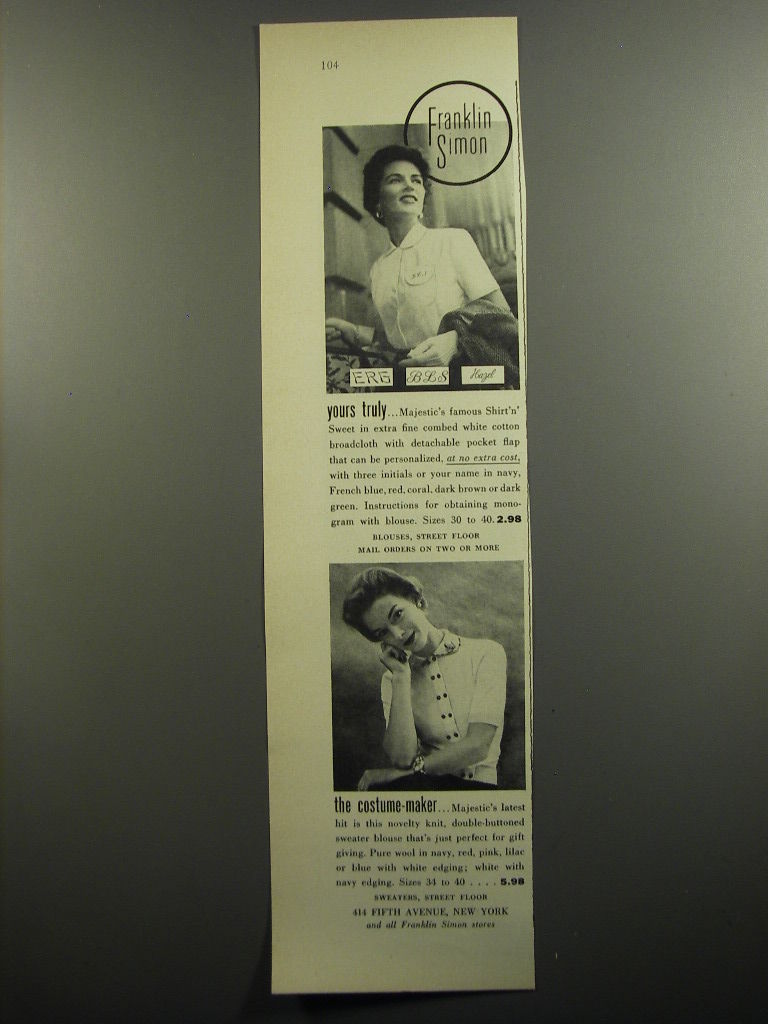 104
Franklin
Simon
ERG BLS Hazel
yours truly...Majestic's famous Shirt'n'
Sweet in extra fine combed white cotton
broadcloth with detachable pocket flap
that can be personalized, at no extra cost,
with three initials or your name in navy,
French blue, red, coral, dark brown or dark
green. Instructions for obtaining mono-
gram with blouse. Sizes 30 to 40. 2.98
BLOUSES, STREET FLOOR
MAIL ORDERS ON TWO OR MORE
the costume-maker...Majestic's latest
hit is this novelty knit, double-buttoned
sweater blouse that's just perfect for gift
giving. Pure wool in navy, red, pink, lilac
or blue with white edging; white with
navy edging. Sizes 34 to 40 .... 5.98
SWEATERS, STREET FLOOR
414 FIFTH AVENUE, NEW YORK
and all Franklin Simon stores